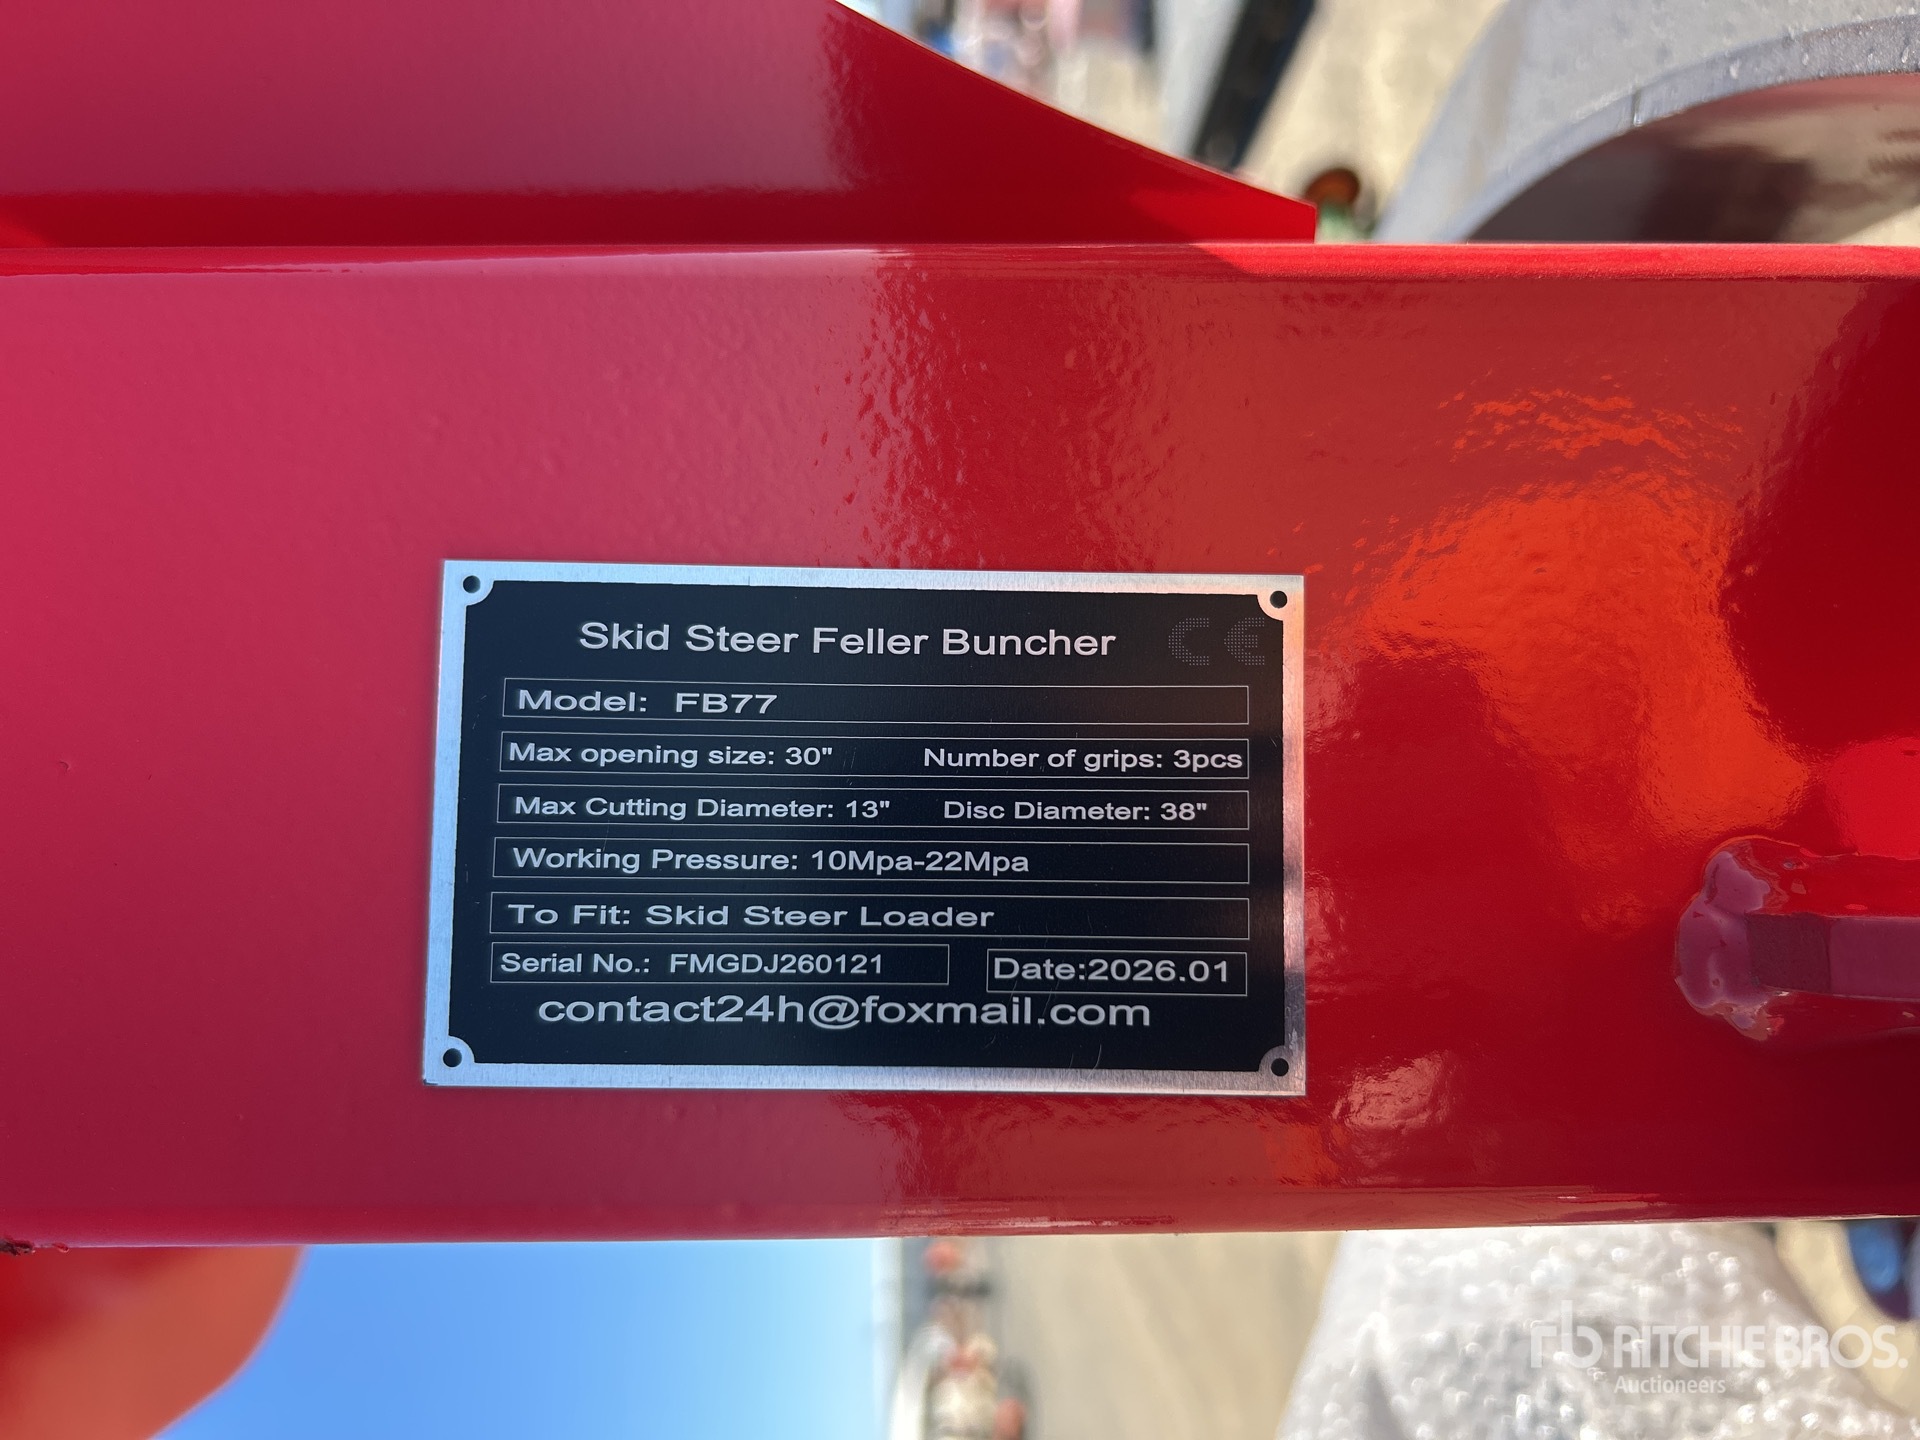 Skid Steer Feller Buncher CE
Model: FB77
Max opening size: 30" Number of grips: 3pcs
Max Cutting Diameter: 13" Disc Diameter: 38"
Working Pressure: 10Mpa-22Mpa
To Fit: Skid Steer Loader
Serial No.: FMGDJ260121 Date:2026.01
contact24h@foxmail.com
rb RITCHIE BROS.
Auctioneers